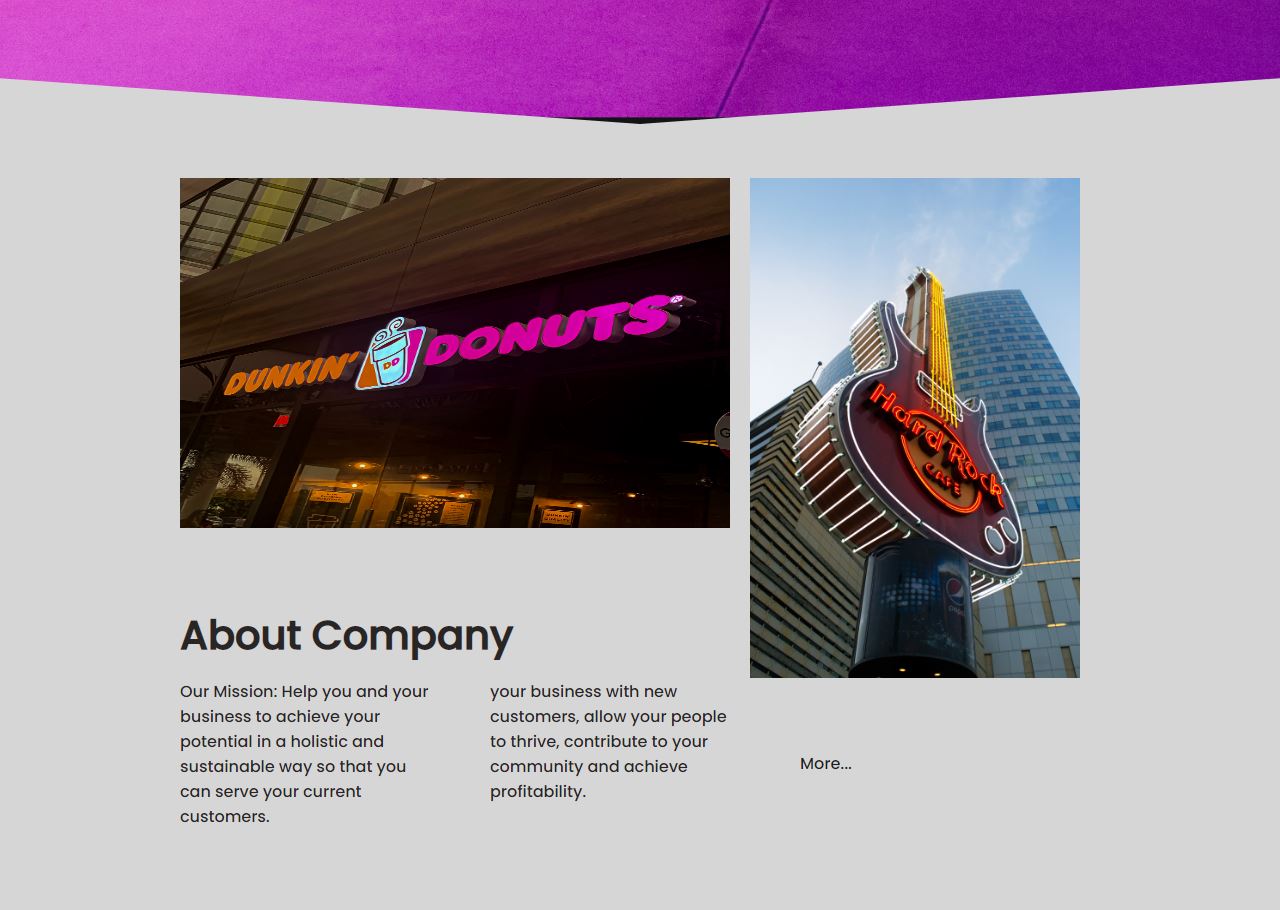 DUNKIN' DD DONUTS
Hard Rock
CAFE
pepsi
About Company
Our Mission: Help you and your
business to achieve your
potential in a holistic and
sustainable way so that you
can serve your current
customers.
your business with new
customers, allow your people
to thrive, contribute to your
community and achieve
profitability.
More...